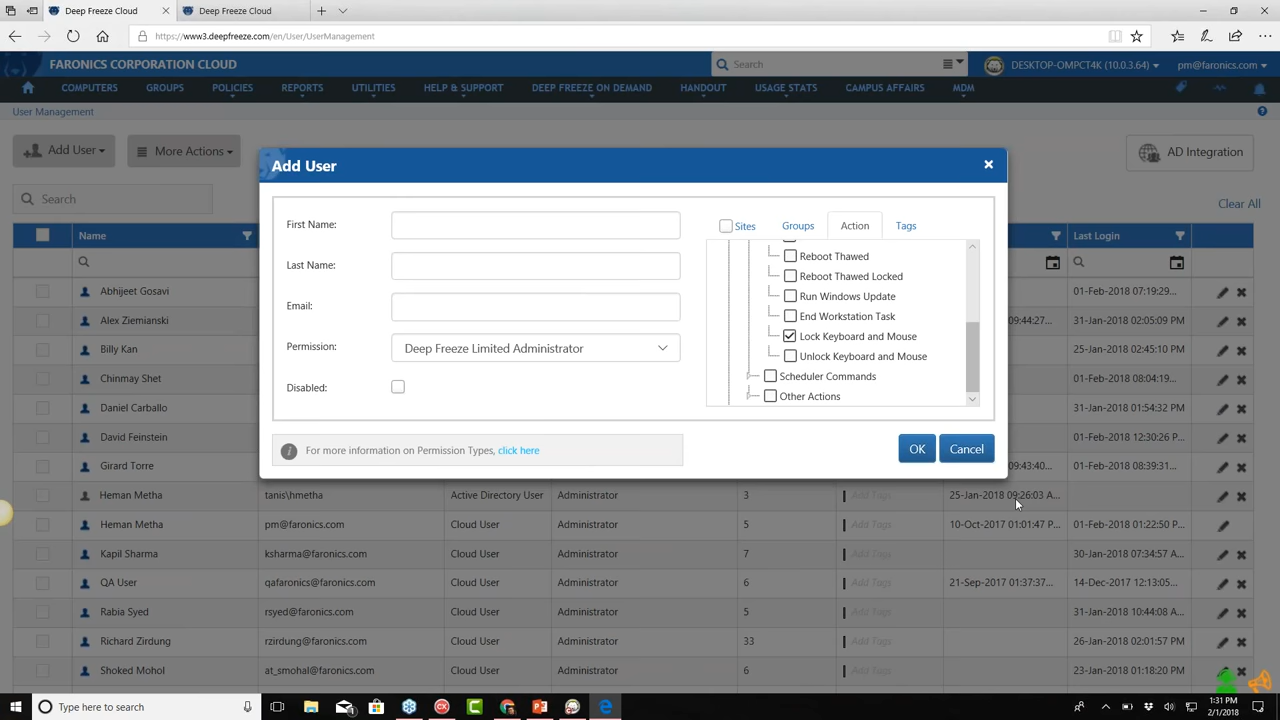 Deep Freeze Cloud
Deep Freeze Cloud
https://www3.deepfreeze.com/en/User/UserManagement
FARONICS CORPORATION CLOUD
Search
DESKTOP-OMPCT4K (10.0.3.64)
pm@faronics.com
COMPUTERS GROUPS POLICIES REPORTS UTILITIES HELP & SUPPORT DEEP FREEZE ON DEMAND HANDOUT USAGE STATS CAMPUS AFFAIRS MDM
User Management
Add User
More Actions
AD Integration
Search
Clear All
Name
Last Login
Add User
First Name:
Last Name:
Email:
Permission: Deep Freeze Limited Administrator
Disabled:
Sites Groups Action Tags
Reboot Thawed
Reboot Thawed Locked
Run Windows Update
End Workstation Task
Lock Keyboard and Mouse
Unlock Keyboard and Mouse
Scheduler Commands
Other Actions
For more information on Permission Types, click here
OK Cancel
Abhijeet Gosavi 01-Feb-2018 07:19:29...
Alex Ziemianski 09:44:27... 31-Jan-2018 02:05:09 PM
Billy Kan 25-Jan-2018 02:45:10 PM
Chinmay Shet 01-Feb-2018 08:04:19...
Daniel Carballo 01-Feb-2018 01:54:32 PM
David Feinstein 01-Feb-2018 12:30:26 P...
Girard Torre 09:43:40... 01-Feb-2018 08:39:31...
Heman Metha tanis\hmetha Active Directory User Administrator 3 Add Tags 25-Jan-2018 09:26:03 A...
Heman Metha pm@faronics.com Cloud User Administrator 5 Add Tags 10-Oct-2017 01:01:47 P... 01-Feb-2018 01:22:50 P...
Kapil Sharma ksharma@faronics.com Cloud User Administrator 7 Add Tags 30-Jan-2018 07:34:57 A...
QA User qafaronics@faronics.com Cloud User Administrator 6 Add Tags 21-Sep-2017 01:37:37... 14-Dec-2017 12:13:05...
Rabia Syed rsyed@faronics.com Cloud User Administrator 5 Add Tags 31-Jan-2018 10:44:08 A...
Richard Zirdung rzirdung@faronics.com Cloud User Administrator 33 Add Tags 26-Jan-2018 02:01:57 PM
Shoked Mohol at_smohal@faronics.com Cloud User Administrator 6 Add Tags 23-Jan-2018 01:18:20 PM
Type here to search
1:31 PM
2/1/2018